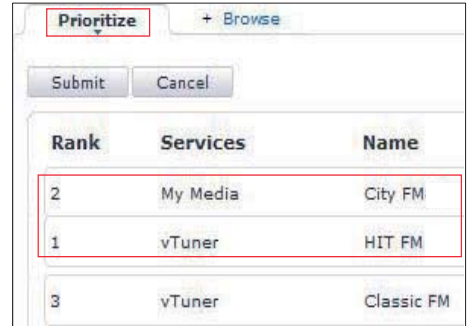 Prioritize + Browse
Submit Cancel
Rank Services Name
2 My Media City FM
1 vTuner HIT FM
3 vTuner Classic FM